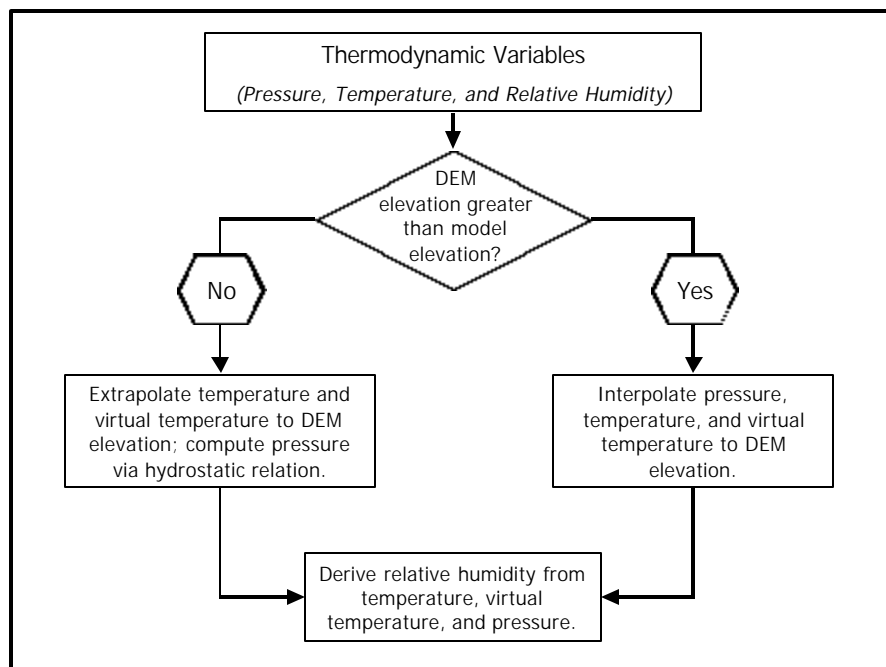 Thermodynamic Variables
(Pressure, Temperature, and Relative Humidity)
DEM
elevation greater
than model
elevation?
No
Yes
Extrapolate temperature and
virtual temperature to DEM
elevation; compute pressure
via hydrostatic relation.
Interpolate pressure,
temperature, and virtual
temperature to DEM
elevation.
Derive relative humidity from
temperature, virtual
temperature, and pressure.